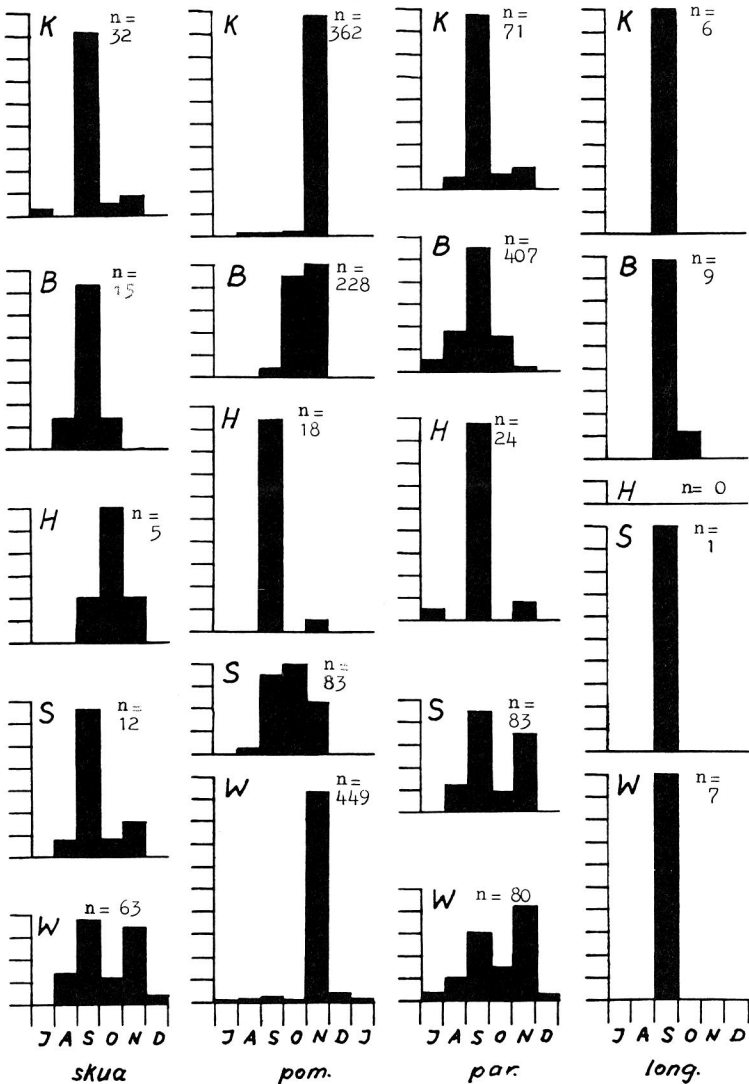 K n= 32
B n= 15
H n= 5
S n= 12
W n= 63
J A S O N D
skua
K n= 362
B n= 228
H n= 18
S n= 83
W n= 449
J A S O N D J
pom.
K n= 71
B n= 407
H n= 24
S n= 83
W n= 80
J A S O N D
par.
K n= 6
B n= 9
H n= 0
S n= 1
W n= 7
J A S O N D
long.